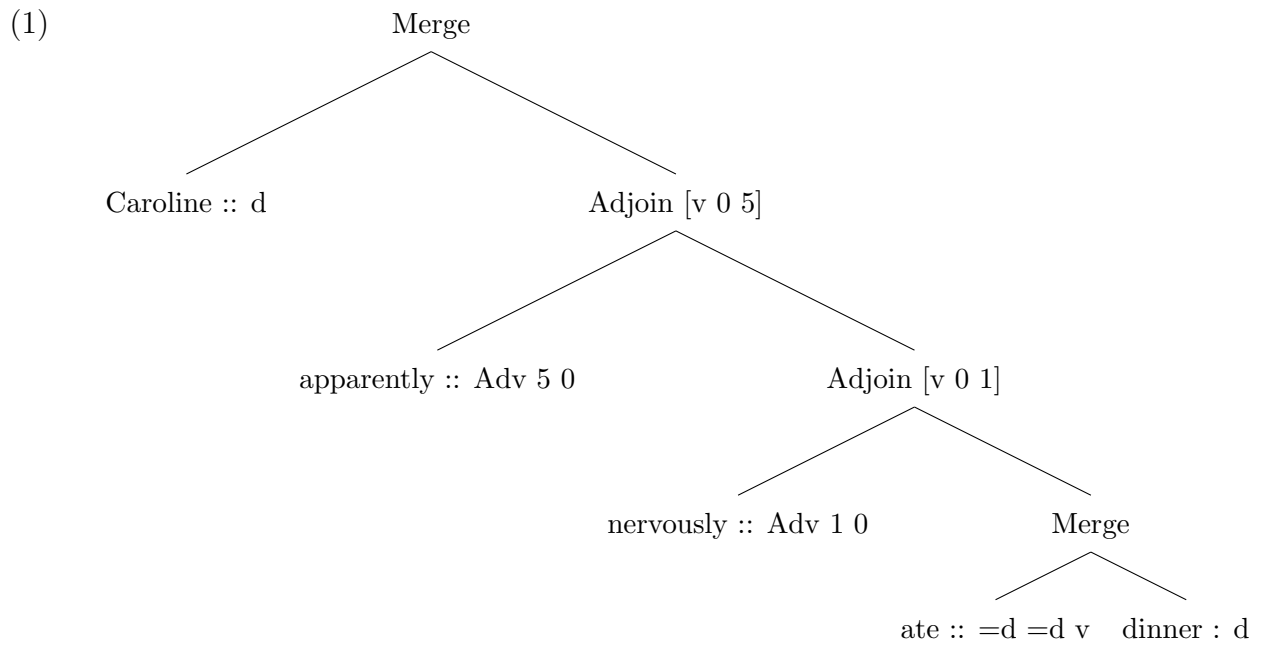 (1) Merge
Caroline :: d Adjoin [v 0 5]
apparently :: Adv 5 0 Adjoin [v 0 1]
nervously :: Adv 1 0 Merge
ate :: =d =d v dinner : d